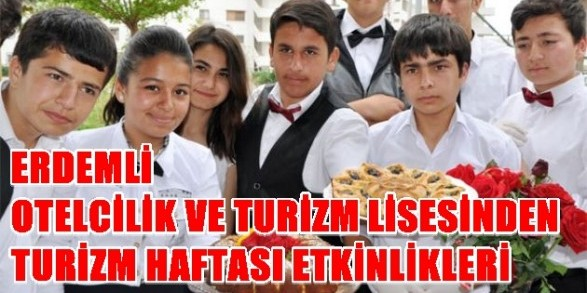 ERDEMLİ
OTELCİLİK VE TURİZM LİSESİNDEN
TURİZM HAFTASI ETKİNLİKLERİ